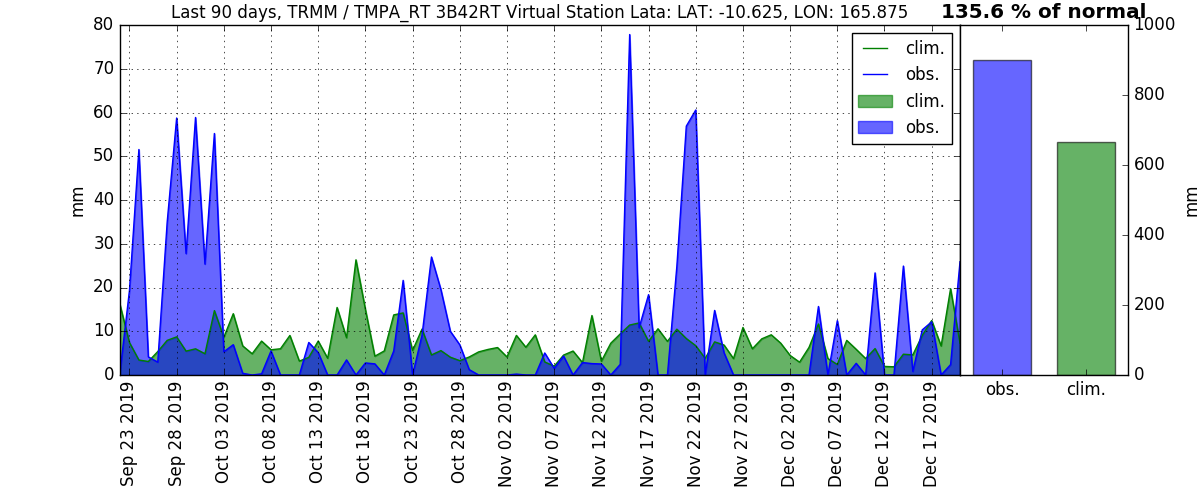 Last 90 days, TRMM / TMPA_RT 3B42RT Virtual Station Lata: LAT: -10.625, LON: 165.875
135.6 % of normal
80
70
60
50
40
30
20
10
0
mm
clim.
obs.
clim.
obs.
Sep 23 2019
Sep 28 2019
Oct 03 2019
Oct 08 2019
Oct 13 2019
Oct 18 2019
Oct 23 2019
Oct 28 2019
Nov 02 2019
Nov 07 2019
Nov 12 2019
Nov 17 2019
Nov 22 2019
Nov 27 2019
Dec 02 2019
Dec 07 2019
Dec 12 2019
Dec 17 2019
1000
800
600
400
200
0
mm
obs.
clim.